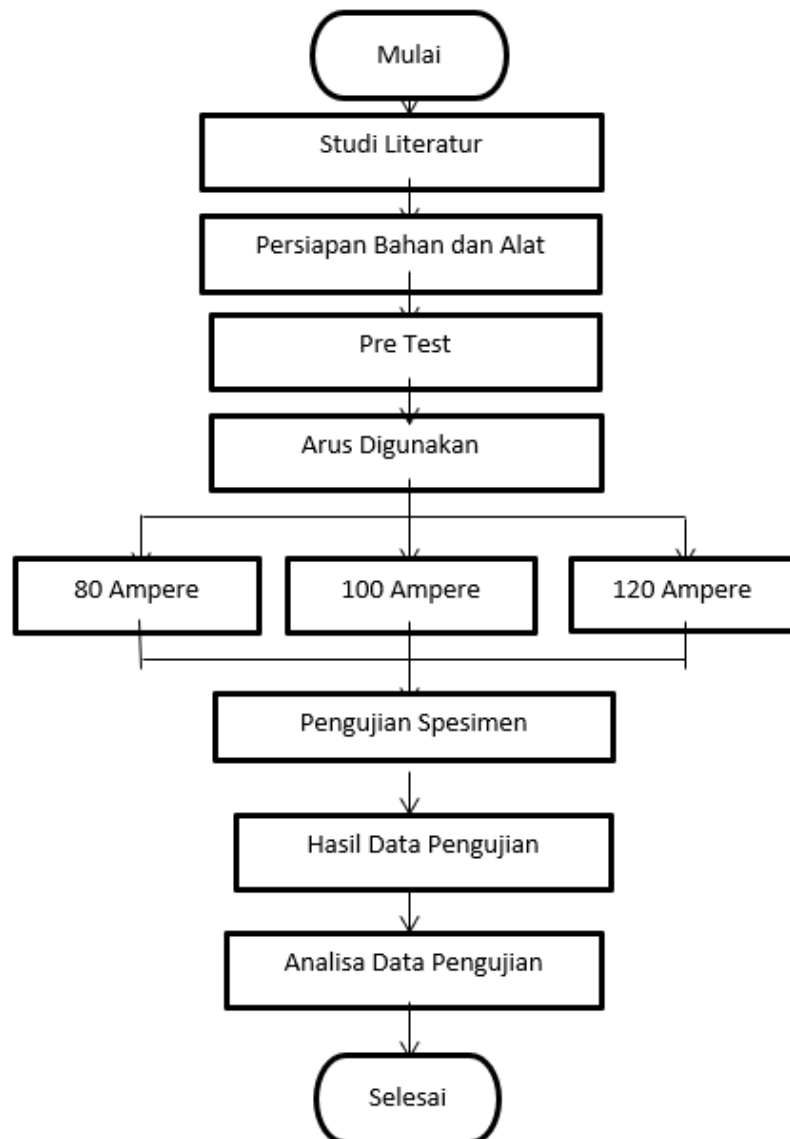 Mulai
Studi Literatur
Persiapan Bahan dan Alat
Pre Test
Arus Digunakan
80 Ampere
100 Ampere
120 Ampere
Pengujian Spesimen
Hasil Data Pengujian
Analisa Data Pengujian
Selesai